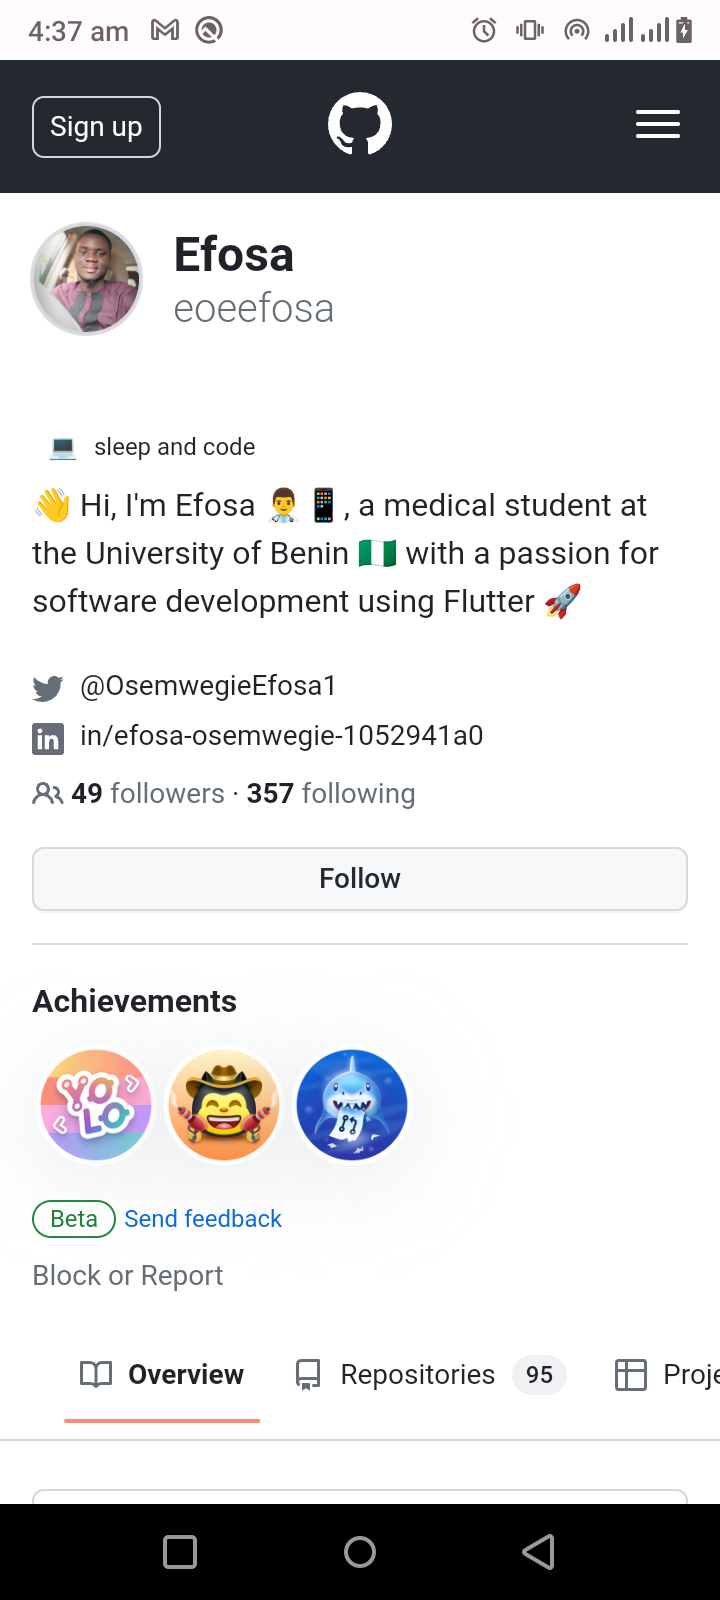 4:37 am
Sign up
Efosa
eoeefosa
💻 sleep and code
👋 Hi, I'm Efosa 👨‍⚕️📱, a medical student at
the University of Benin 🇳🇬 with a passion for
software development using Flutter 🚀
@OsemwegieEfosa1
in/efosa-osemwegie-1052941a0
49 followers · 357 following
Follow
Achievements
YOLO
Beta Send feedback
Block or Report
Overview Repositories 95 Proje